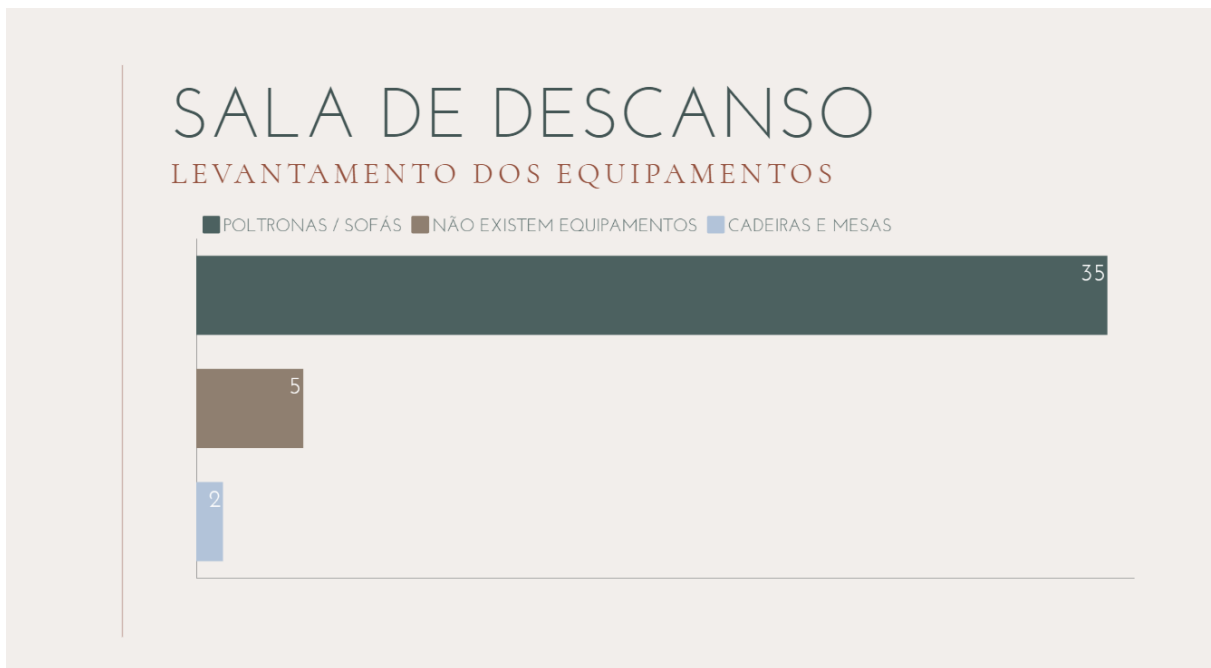 SALA DE DESCANSO
LEVANTAMENTO DOS EQUIPAMENTOS
POLTRONAS / SOFÁS NÃO EXISTEM EQUIPAMENTOS CADEIRAS E MESAS
35
5
2